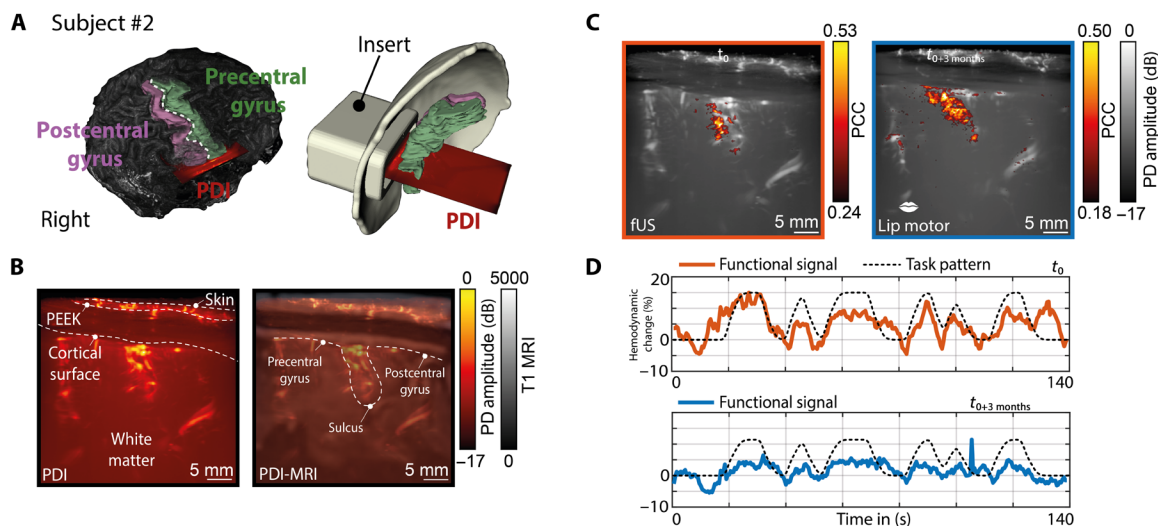 A
Subject #2
Insert
Precentral
gyrus
Postcentral
gyrus
PDI
Right
PDI
B
Skin
PEEK
Cortical
surface
White
matter
PDI
5 mm
Precentral
gyrus
Postcentral
gyrus
Sulcus
PDI-MRI
5 mm
0
PD amplitude (dB)
−17
5000
T1 MRI
0
C
t0
fUS
5 mm
0.53
PCC
0.24
t0+3 months
Lip motor
5 mm
0.50
PCC
0.18
0
PD amplitude (dB)
−17
D
Functional signal
Task pattern
t0
20
Hemodynamic
change (%)
0
−10
0
140
Functional signal
t0+3 months
0
−10
0
Time in (s)
140